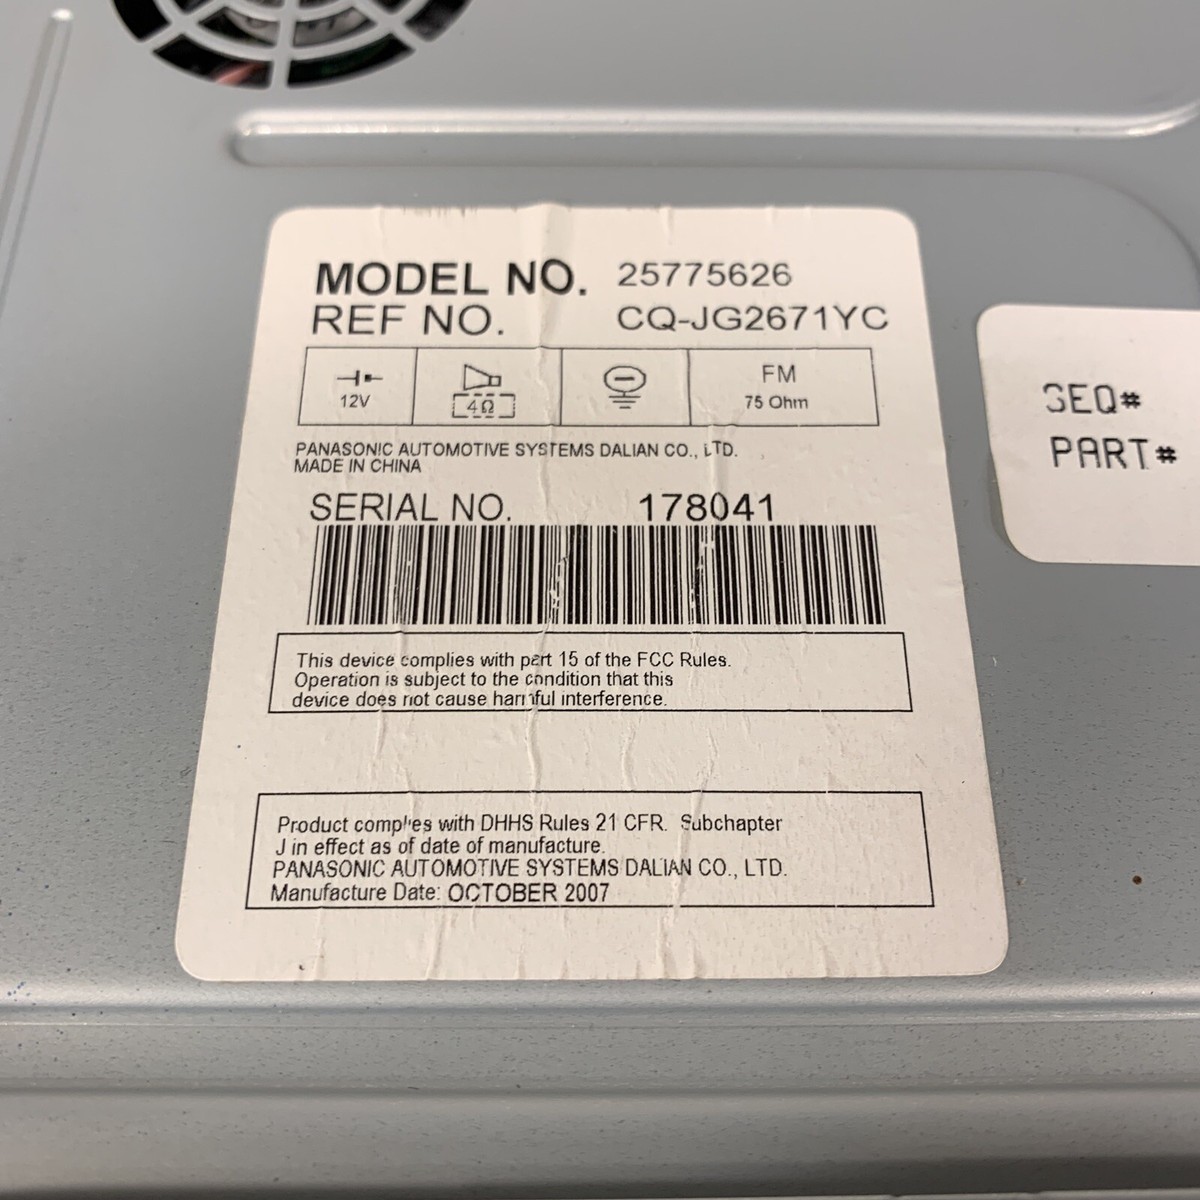 MODEL NO. 25775626
REF NO. CQ-JG2671YC
12V
4Ω
FM
75 Ohm
PANASONIC AUTOMOTIVE SYSTEMS DALIAN CO., LTD.
MADE IN CHINA
SERIAL NO. 178041
This device complies with part 15 of the FCC Rules.
Operation is subject to the condition that this
device does not cause harmful interference.
Product complies with DHHS Rules 21 CFR. Subchapter
J in effect as of date of manufacture.
PANASONIC AUTOMOTIVE SYSTEMS DALIAN CO., LTD.
Manufacture Date: OCTOBER 2007
SEQ#
PART#